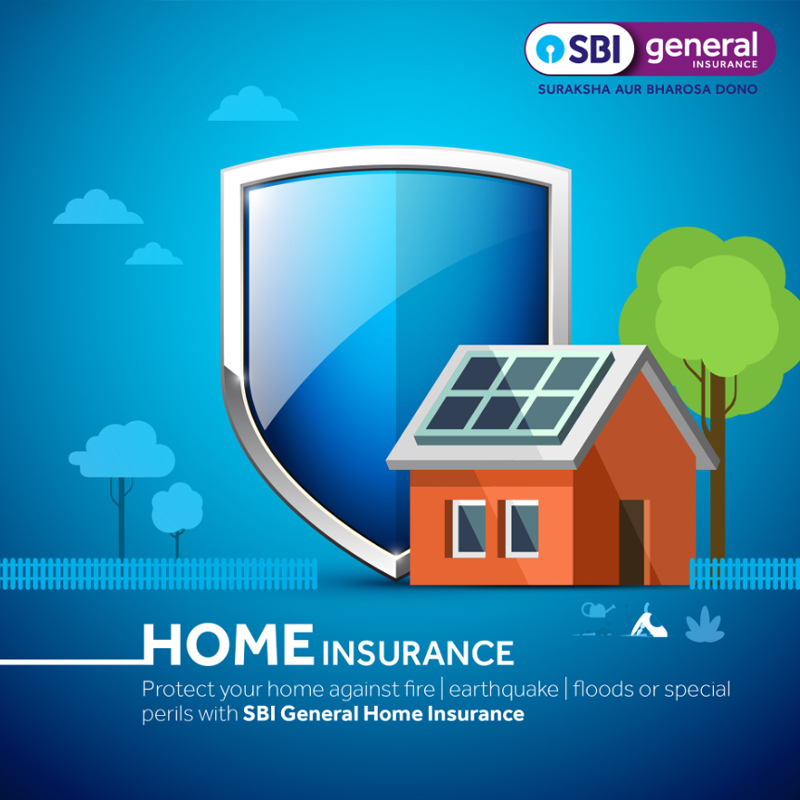 SBI general
INSURANCE
SURAKSHA AUR BHAROSA DONO
HOME INSURANCE
Protect your home against fire | earthquake | floods or special
perils with SBI General Home Insurance